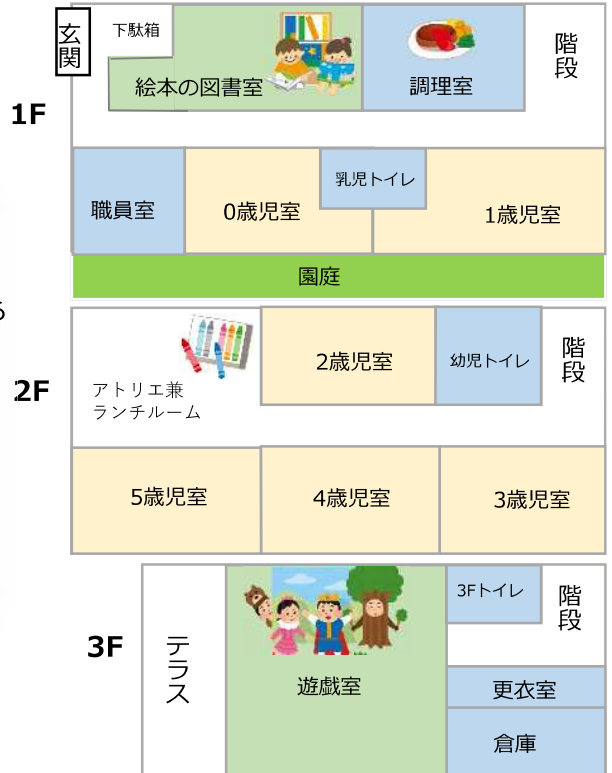 玄関
下駄箱
絵本の図書室
調理室
階段
1F
職員室
0歳児室
乳児トイレ
1歳児室
園庭
2F
アトリエ兼
ランチルーム
2歳児室
幼児トイレ
階段
5歳児室
4歳児室
3歳児室
3F
テラス
遊戯室
3Fトイレ
階段
更衣室
倉庫